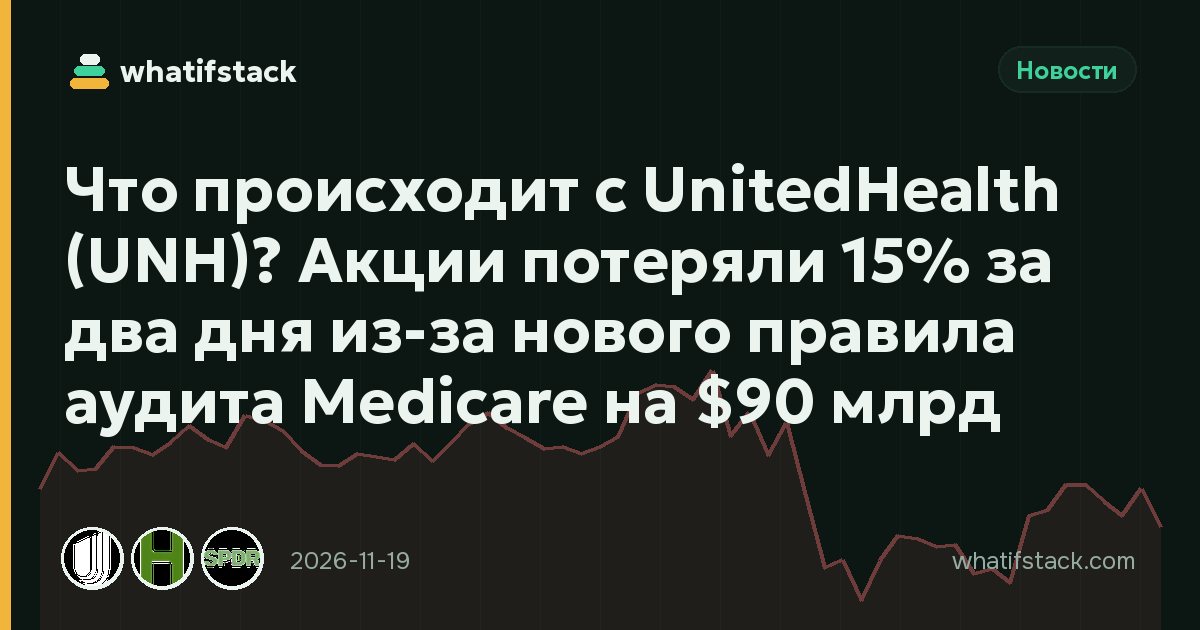 whatifstack
Новости
Что происходит с UnitedHealth
(UNH)? Акции потеряли 15% за
два дня из-за нового правила
аудита Medicare на $90 млрд
H
SPDR
2026-11-19
whatifstack.com